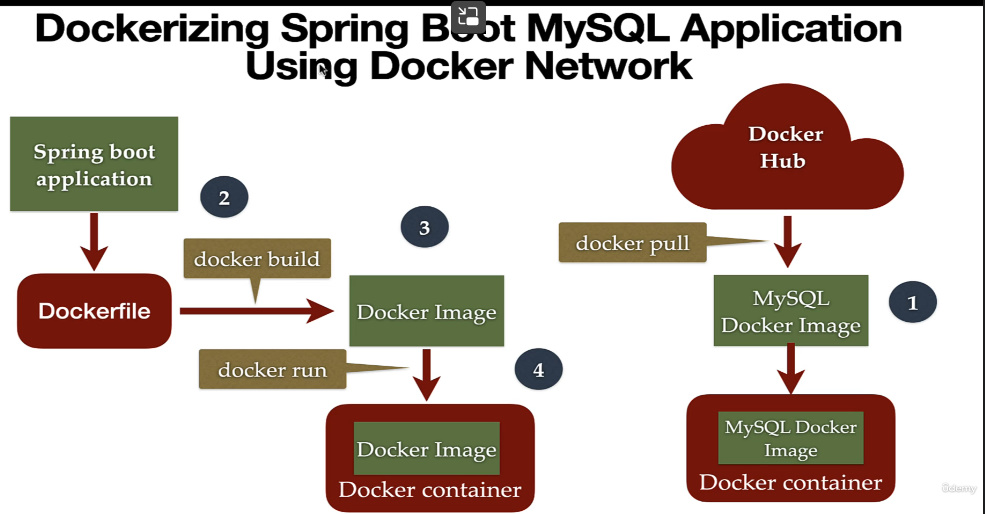 Dockerizing Spring Boot MySQL Application
Using Docker Network
Spring boot
application
2
3
docker build
Dockerfile
Docker Image
docker run
4
Docker Image
Docker container
Docker
Hub
docker pull
MySQL
Docker Image
1
MySQL Docker
Image
Docker container
ûdemy